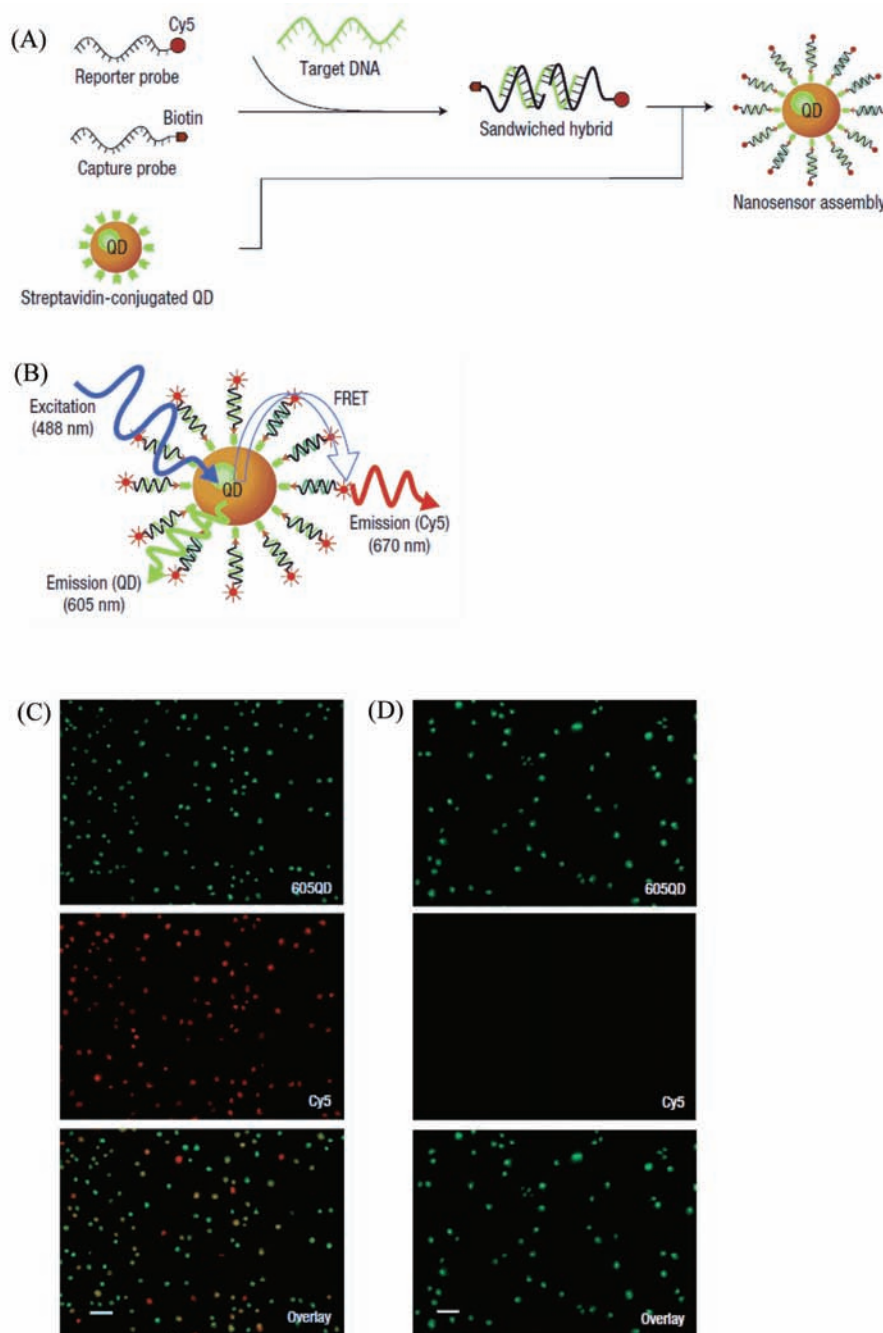 (A)
Cy5
Reporter probe
Target DNA
Biotin
Capture probe
Sandwiched hybrid
QD
Nanosensor assembly
QD
Streptavidin-conjugated QD
(B)
Excitation
(488 nm)
FRET
QD
Emission (Cy5)
(670 nm)
Emission (QD)
(605 nm)
(C)
605QD
Cy5
Overlay
(D)
605QD
Cy5
Overlay